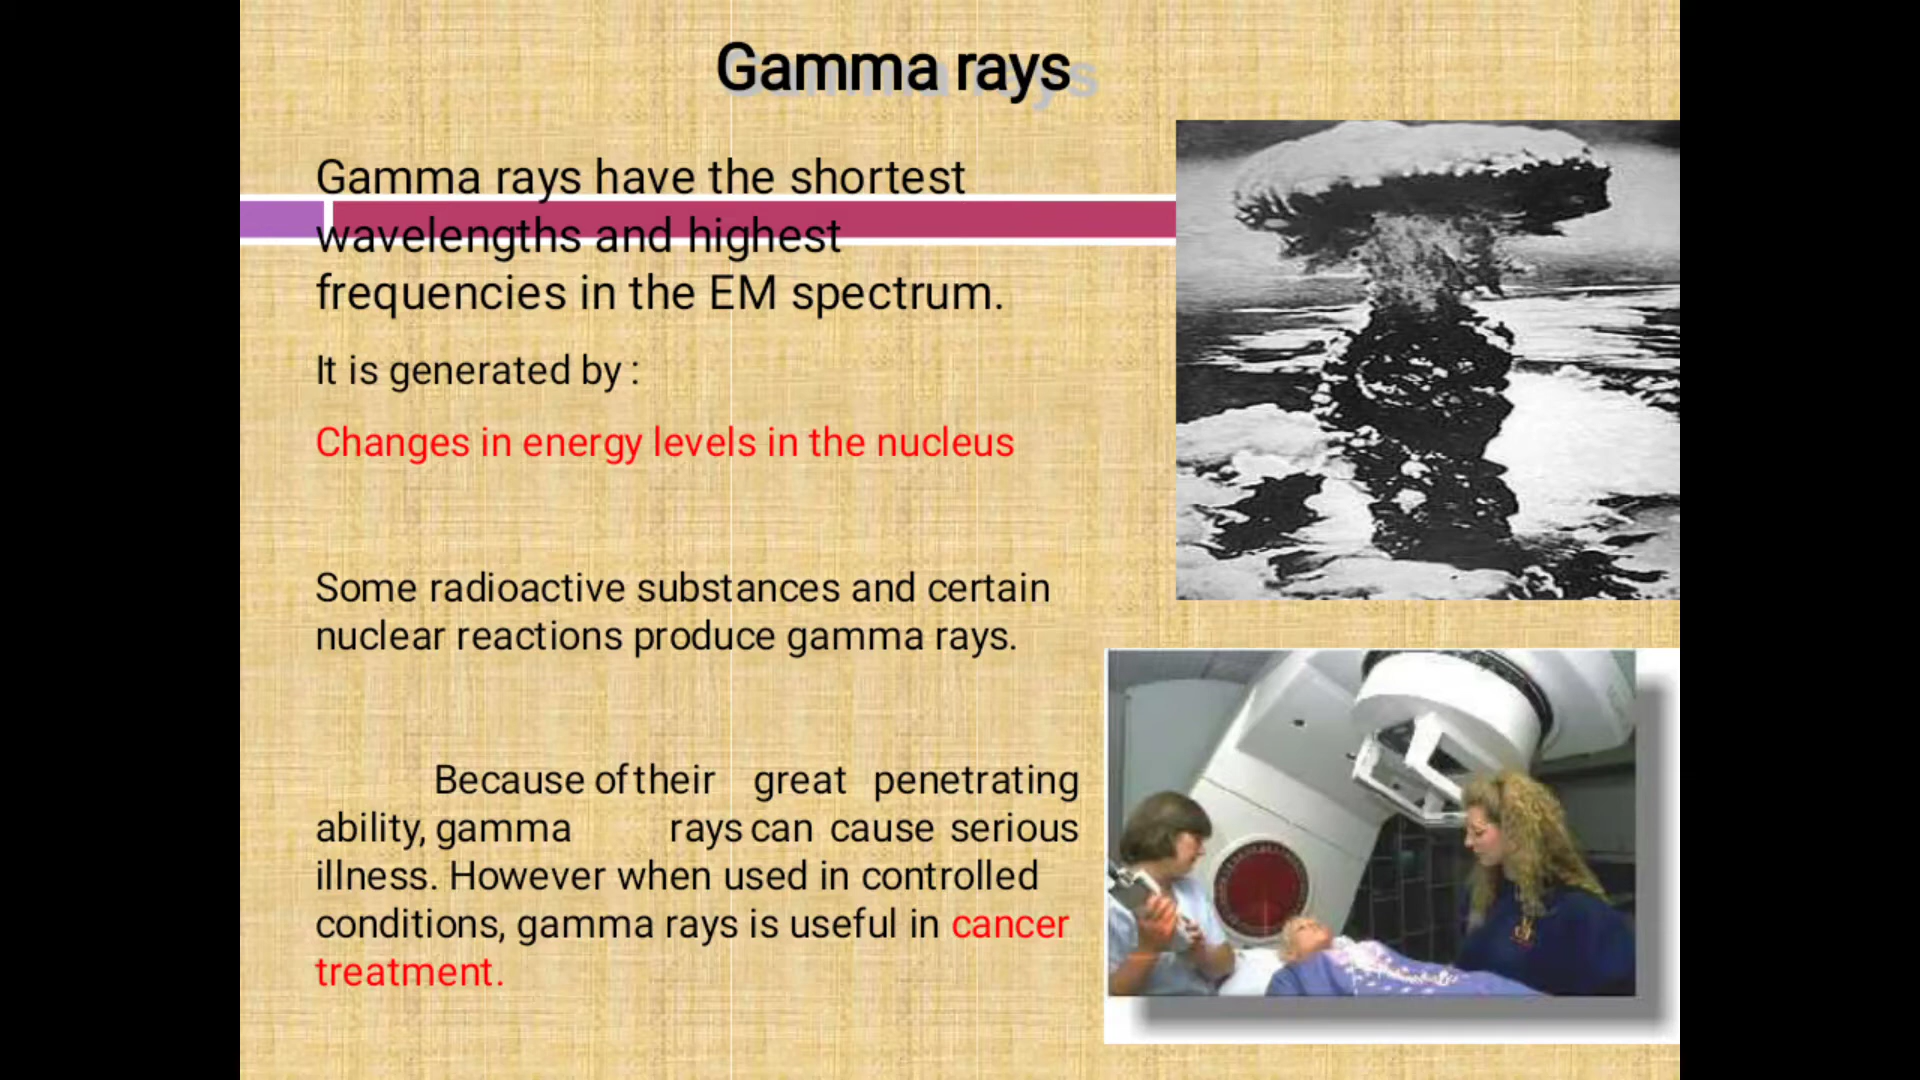 Gamma rays
Gamma rays have the shortest
wavelengths and highest
frequencies in the EM spectrum.
It is generated by :
Changes in energy levels in the nucleus
Some radioactive substances and certain
nuclear reactions produce gamma rays.
Because of their great penetrating
ability, gamma rays can cause serious
illness. However when used in controlled
conditions, gamma rays is useful in cancer
treatment.